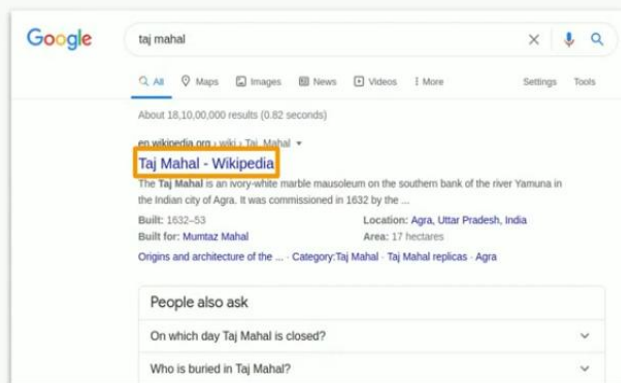 Google
taj mahal
All Maps Images News Videos More Settings Tools
About 18,10,00,000 results (0.82 seconds)
en.wikipedia.org › wiki › Taj_Mahal
Taj Mahal - Wikipedia
The Taj Mahal is an ivory-white marble mausoleum on the southern bank of the river Yamuna in
the Indian city of Agra. It was commissioned in 1632 by the ...
Built: 1632–53 Location: Agra, Uttar Pradesh, India
Built for: Mumtaz Mahal Area: 17 hectares
Origins and architecture of the ... · Category:Taj Mahal · Taj Mahal replicas · Agra
People also ask
On which day Taj Mahal is closed?
Who is buried in Taj Mahal?